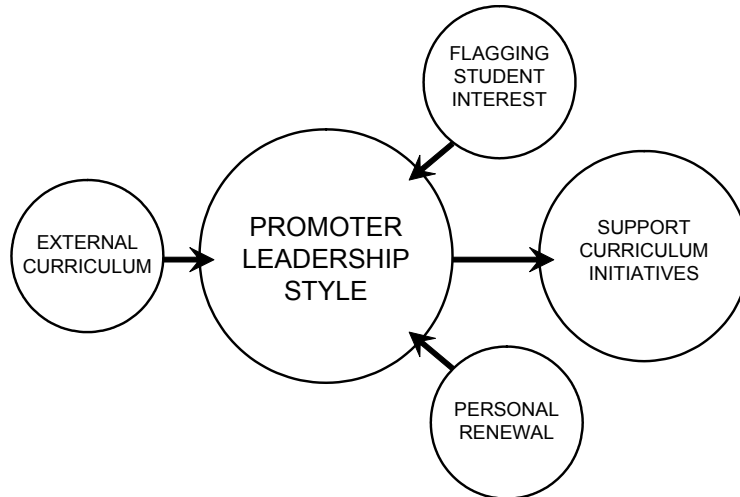 FLAGGING
STUDENT
INTEREST
PROMOTER
LEADERSHIP
STYLE
EXTERNAL
CURRICULUM
SUPPORT
CURRICULUM
INITIATIVES
PERSONAL
RENEWAL